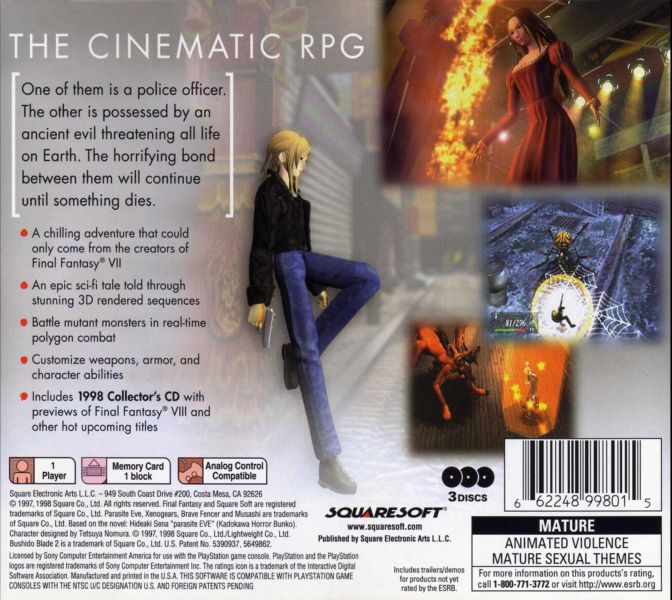 THE CINEMATIC RPG
One of them is a police officer.
The other is possessed by an
ancient evil threatening all life
on Earth. The horrifying bond
between them will continue
until something dies.
A chilling adventure that could
only come from the creators of
Final Fantasy® VII
An epic sci-fi tale told through
stunning 3D rendered sequences
Battle mutant monsters in real-time
polygon combat
Customize weapons, armor, and
character abilities
Includes 1998 Collector's CD with
previews of Final Fantasy® VIII and
other hot upcoming titles
81/276
1
Player
Memory Card
1 block
Analog Control
Compatible
Square Electronic Arts L.L.C. – 949 South Coast Drive #200, Costa Mesa, CA 92626
© 1997, 1998 Square Co., Ltd. All rights reserved. Final Fantasy and Square Soft are registered
trademarks of Square Co., Ltd. Parasite Eve, Xenogears, Brave Fencer and Musashi are trademarks
of Square Co., Ltd. Based on the novel: Hideaki Sena "parasite EVE" (Kadokawa Horror Bunko).
Character designed by Tetsuya Nomura. © 1997, 1998 Square Co., Ltd./Lightweight Co., Ltd.
Bushido Blade 2 is a trademark of Square Co., Ltd. U.S. Patent No. 5390937, 5649862.
Licensed by Sony Computer Entertainment America for use with the PlayStation game console. PlayStation and the PlayStation
logos are registered trademarks of Sony Computer Entertainment Inc. The ratings icon is a trademark of the Interactive Digital
Software Association. Manufactured and printed in the U.S.A. THIS SOFTWARE IS COMPATIBLE WITH PLAYSTATION GAME
CONSOLES WITH THE NTSC U/C DESIGNATION U.S. AND FOREIGN PATENTS PENDING
SQUARESOFT®
www.squaresoft.com
Published by Square Electronic Arts L.L.C.
3 DISCS
6 62248 99801 5
Includes trailers/demos
for products not yet
rated by the ESRB.
MATURE
ANIMATED VIOLENCE
MATURE SEXUAL THEMES
For more information on this product's rating,
call 1-800-771-3772 or visit http://www.esrb.org